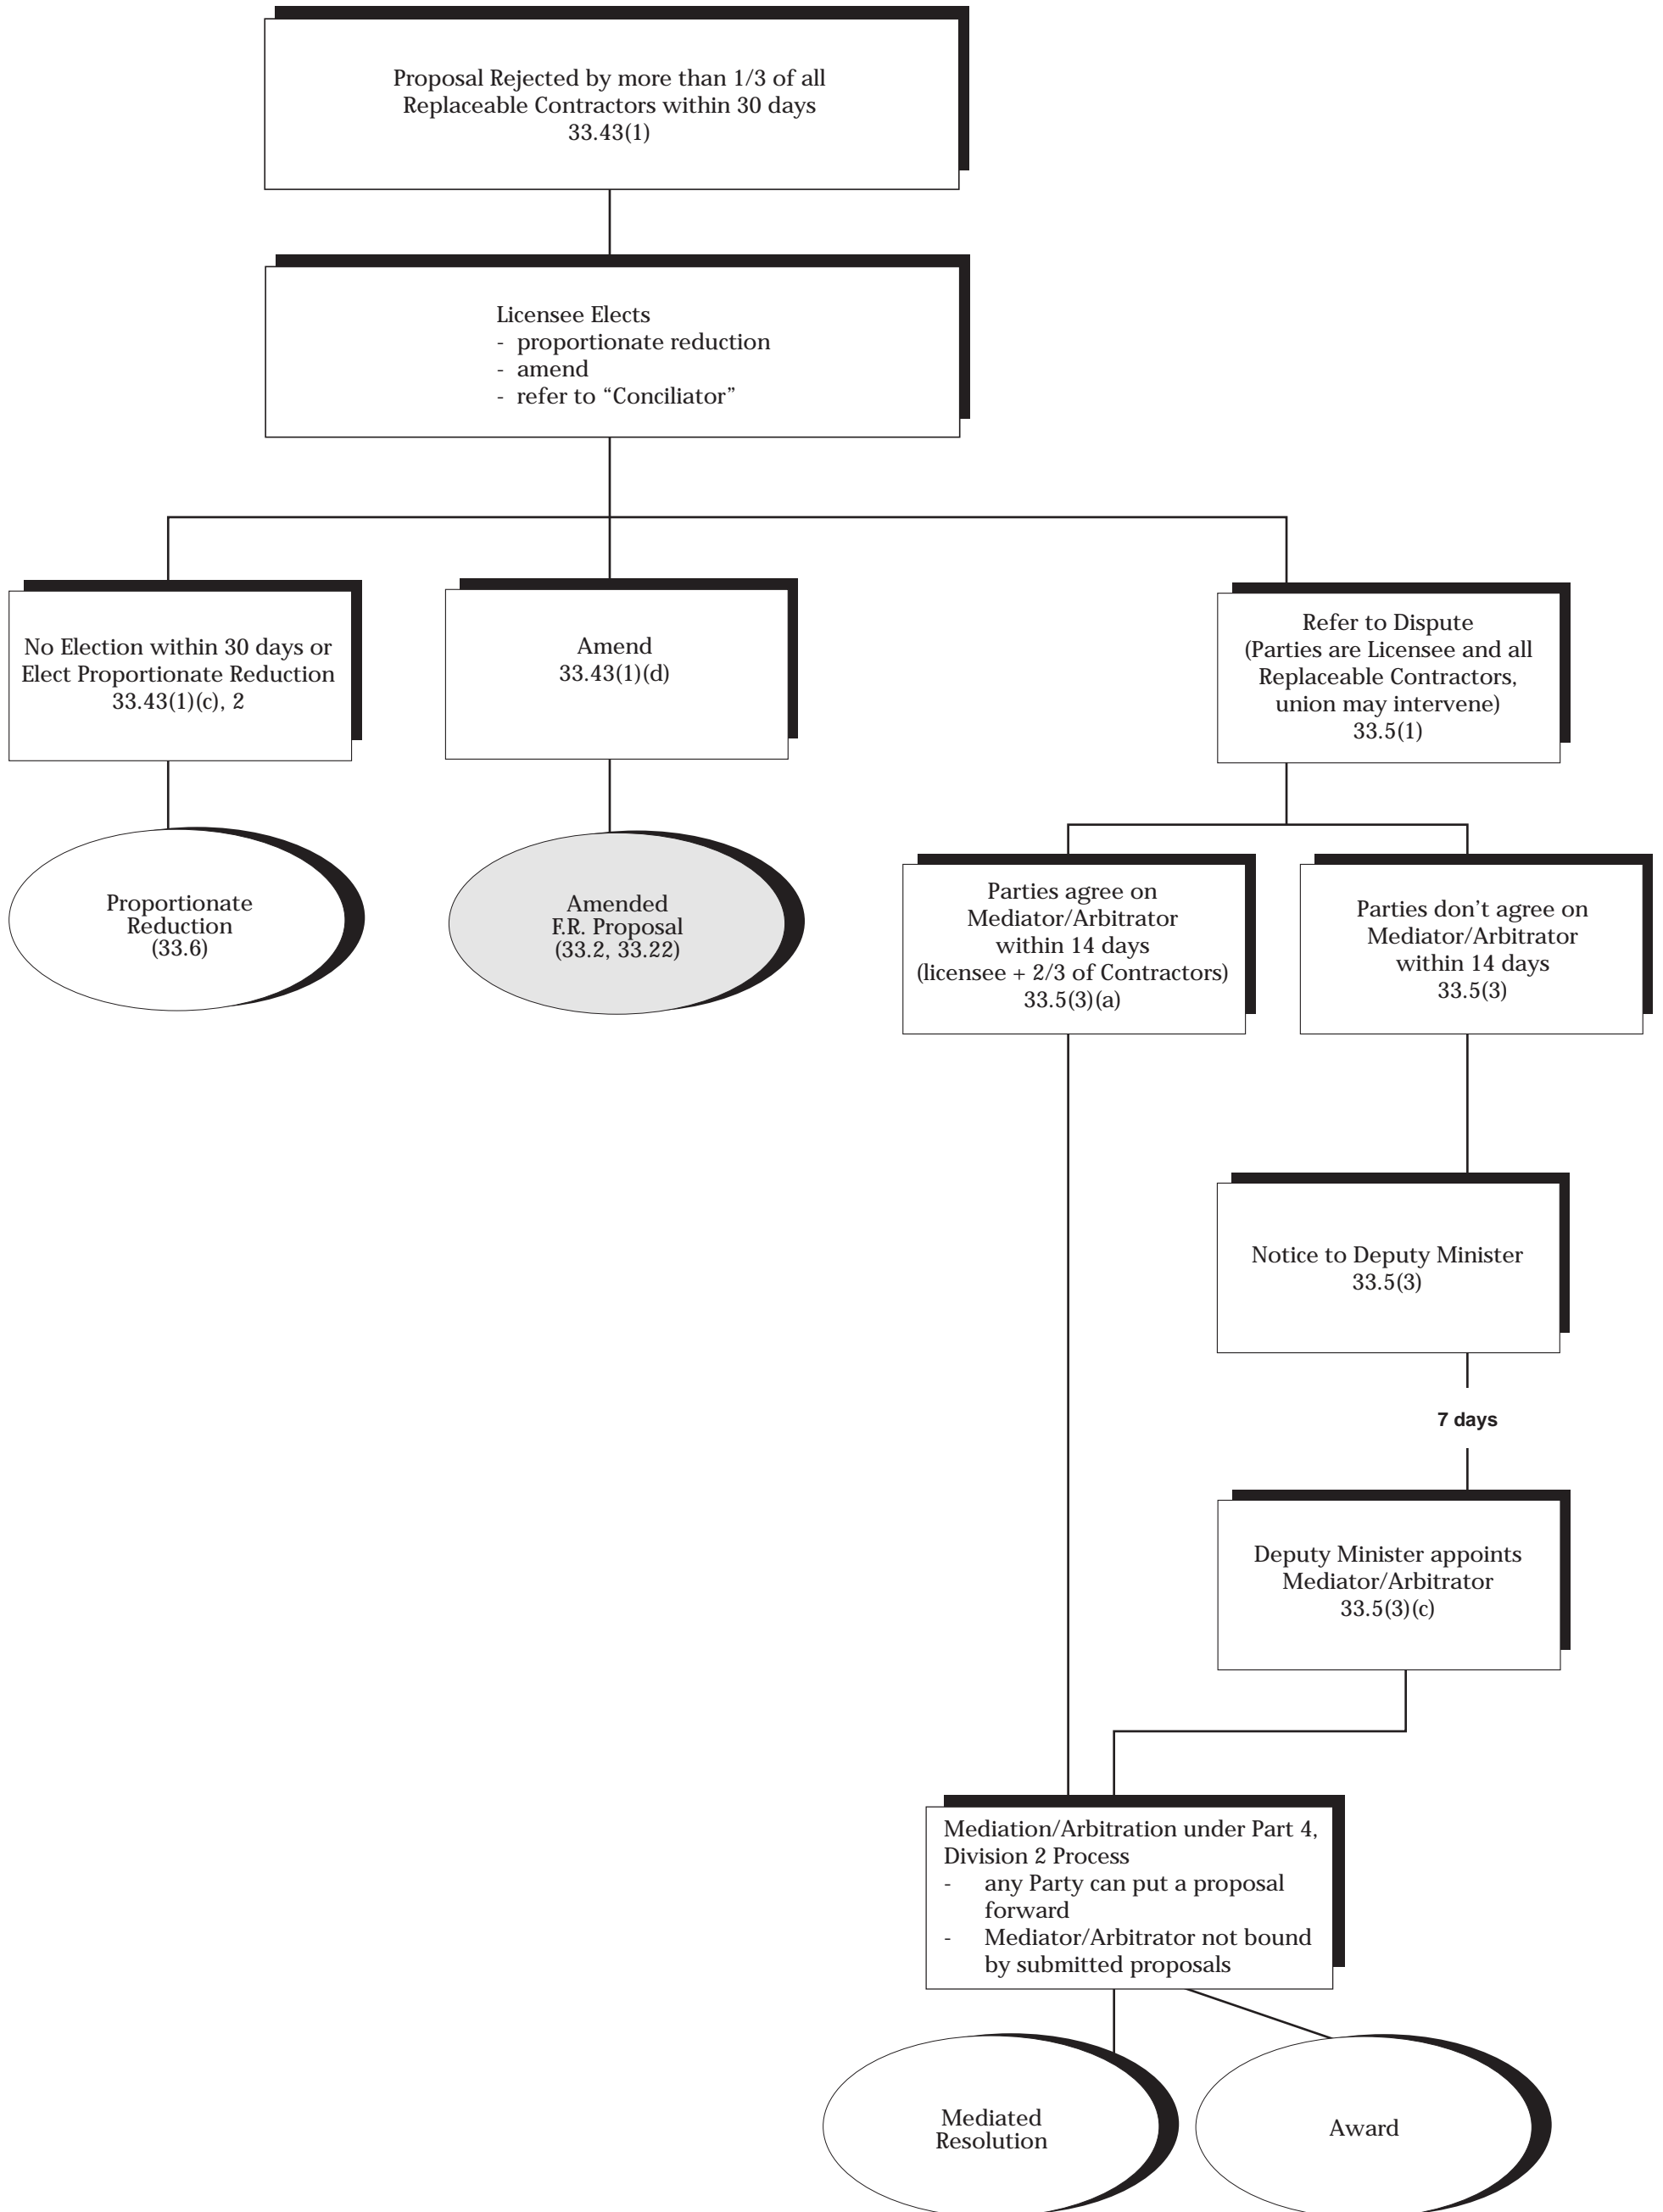 Proposal Rejected by more than 1/3 of all
Replaceable Contractors within 30 days
33.43(1)
Licensee Elects
- proportionate reduction
- amend
- refer to “Conciliator”
No Election within 30 days or
Elect Proportionate Reduction
33.43(1)(c), 2
Amend
33.43(1)(d)
Refer to Dispute
(Parties are Licensee and all
Replaceable Contractors,
union may intervene)
33.5(1)
Proportionate
Reduction
(33.6)
Amended
F.R. Proposal
(33.2, 33.22)
Parties agree on
Mediator/Arbitrator
within 14 days
(licensee + 2/3 of Contractors)
33.5(3)(a)
Parties don’t agree on
Mediator/Arbitrator
within 14 days
33.5(3)
Notice to Deputy Minister
33.5(3)
7 days
Deputy Minister appoints
Mediator/Arbitrator
33.5(3)(c)
Mediation/Arbitration under Part 4,
Division 2 Process
- any Party can put a proposal
forward
- Mediator/Arbitrator not bound
by submitted proposals
Mediated
Resolution
Award